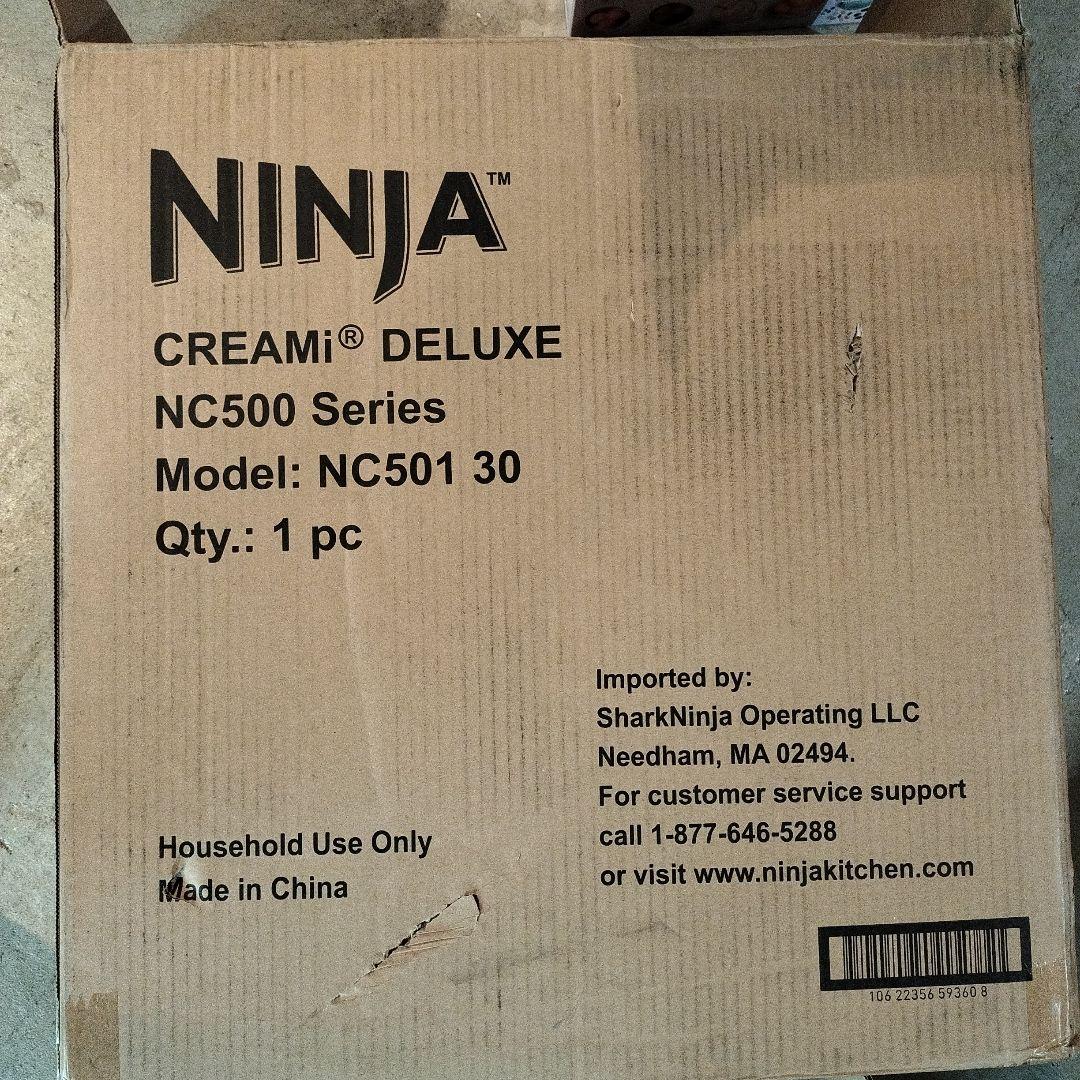 NINJA™
CREAMi® DELUXE
NC500 Series
Model: NC501 30
Qty.: 1 pc
Imported by:
SharkNinja Operating LLC
Needham, MA 02494.
For customer service support
call 1-877-646-5288
or visit www.ninjakitchen.com
Household Use Only
Made in China
106 22356 59360 8